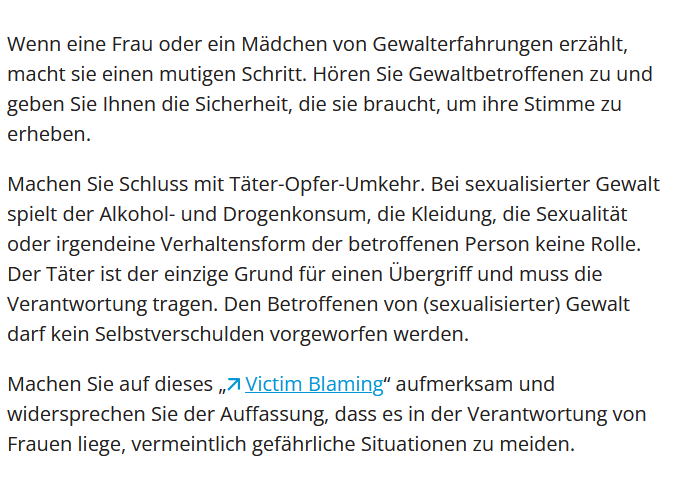 Wenn eine Frau oder ein Mädchen von Gewalterfahrungen erzählt,
macht sie einen mutigen Schritt. Hören Sie Gewaltbetroffenen zu und
geben Sie Ihnen die Sicherheit, die sie braucht, um ihre Stimme zu
erheben.
Machen Sie Schluss mit Täter-Opfer-Umkehr. Bei sexualisierter Gewalt
spielt der Alkohol- und Drogenkonsum, die Kleidung, die Sexualität
oder irgendeine Verhaltensform der betroffenen Person keine Rolle.
Der Täter ist der einzige Grund für einen Übergriff und muss die
Verantwortung tragen. Den Betroffenen von (sexualisierter) Gewalt
darf kein Selbstverschulden vorgeworfen werden.
Machen Sie auf dieses „Victim Blaming“ aufmerksam und
widersprechen Sie der Auffassung, dass es in der Verantwortung von
Frauen liege, vermeintlich gefährliche Situationen zu meiden.